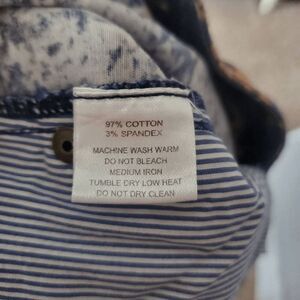 97% COTTON
3% SPANDEX
MACHINE WASH WARM
DO NOT BLEACH
MEDIUM IRON
TUMBLE DRY LOW HEAT
DO NOT DRY CLEAN